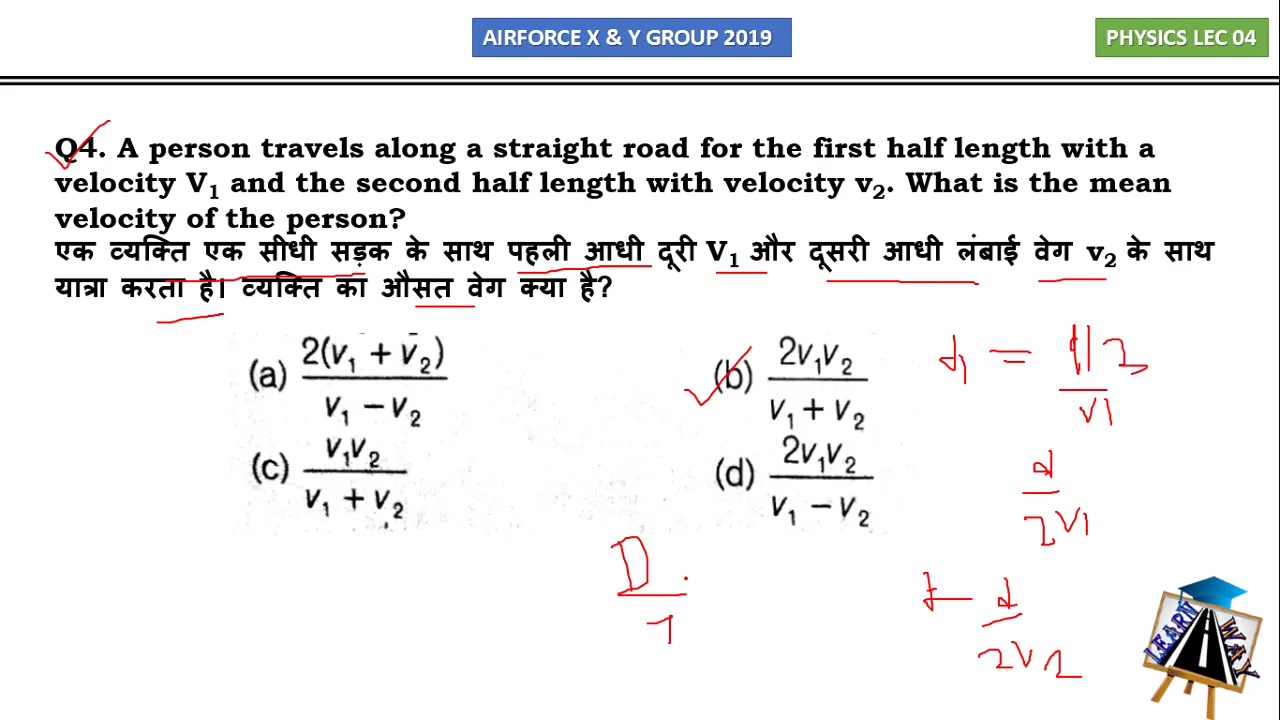 AIRFORCE X & Y GROUP 2019
PHYSICS LEC 04
Q4. A person travels along a straight road for the first half length with a
velocity V₁ and the second half length with velocity v₂. What is the mean
velocity of the person?
एक व्यक्ति एक सीधी सड़क के साथ पहली आधी दूरी V₁ और दूसरी आधी लंबाई वेग v₂ के साथ
यात्रा करता है। व्यक्ति का औसत वेग क्या है?
(a) 2(v₁ + v₂) / v₁ − v₂
(b) 2v₁v₂ / v₁ + v₂
(c) v₁v₂ / v₁ + v₂
(d) 2v₁v₂ / v₁ − v₂
d / 2v1
d / 2v2
LEARN WAY